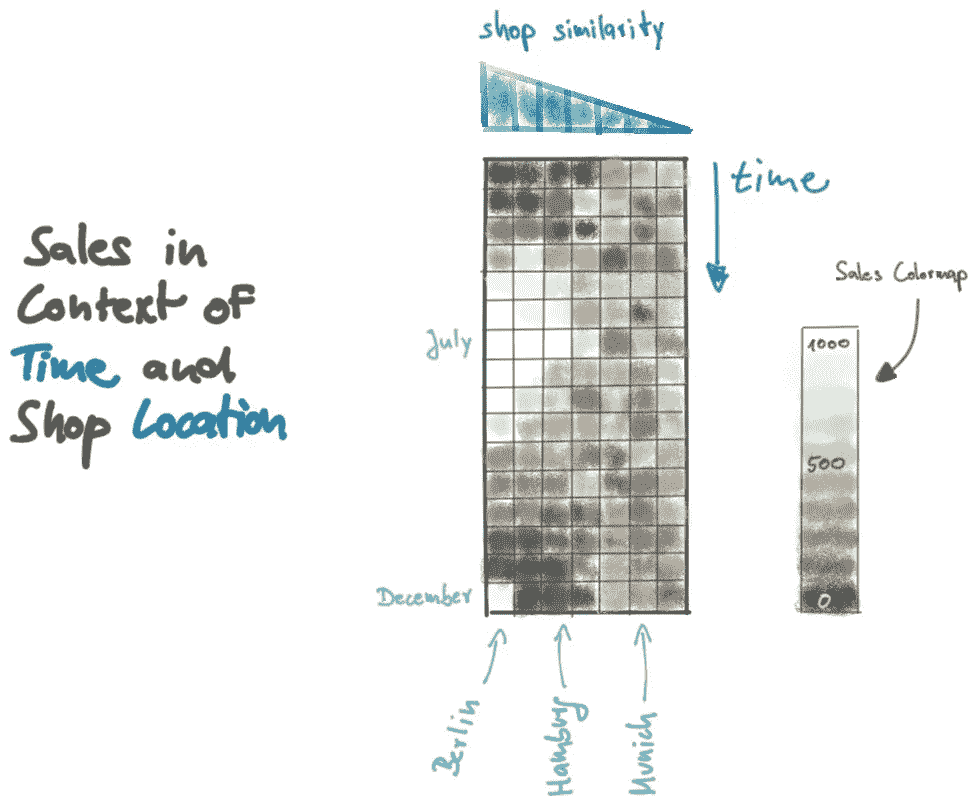 shop similarity
time
Sales in
Context of
Time and
Shop Location
Sales Colormap
July
1000
500
0
December
Berlin
Hamburg
Munich